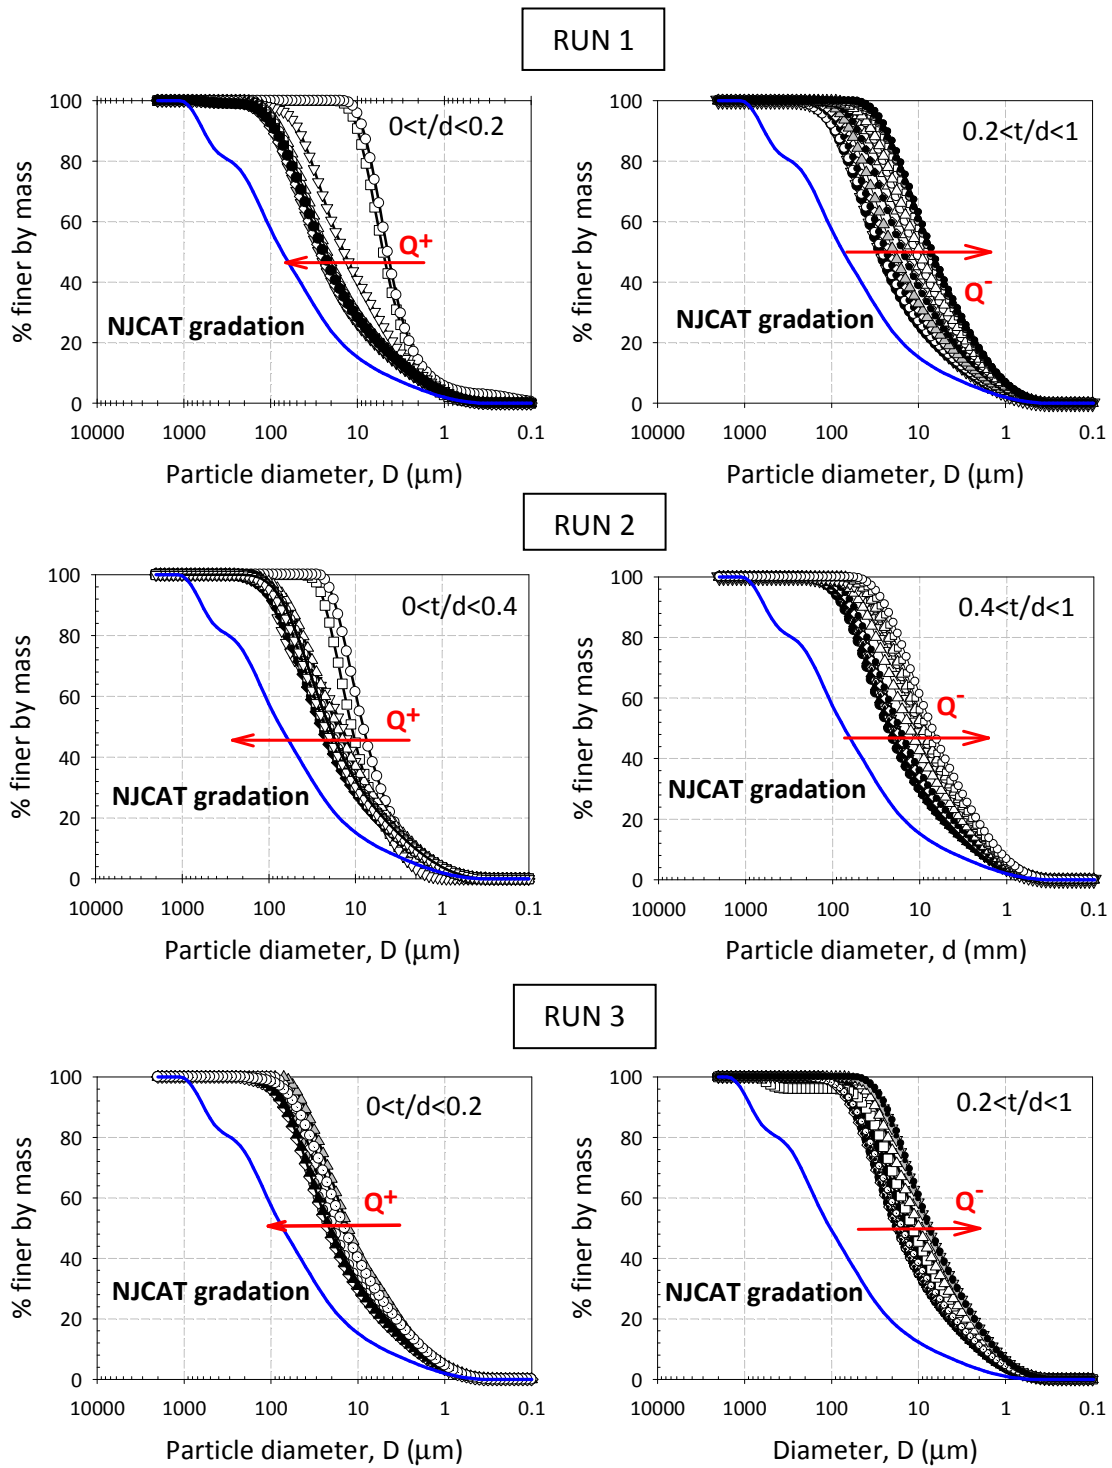 RUN 1
100
80
60
40
20
0
% finer by mass
0<t/d<0.2
Q+
NJCAT gradation
10000 1000 100 10 1 0.1
Particle diameter, D (μm)
100
80
60
40
20
0
% finer by mass
0.2<t/d<1
Q-
NJCAT gradation
10000 1000 100 10 1 0.1
Particle diameter, D (μm)
RUN 2
100
80
60
40
20
0
% finer by mass
0<t/d<0.4
Q+
NJCAT gradation
10000 1000 100 10 1 0.1
Particle diameter, D (μm)
100
80
60
40
20
0
% finer by mass
0.4<t/d<1
Q-
NJCAT gradation
10000 1000 100 10 1 0.1
Particle diameter, d (mm)
RUN 3
100
80
60
40
20
0
% finer by mass
0<t/d<0.2
Q+
NJCAT gradation
10000 1000 100 10 1 0.1
Particle diameter, D (μm)
100
80
60
40
20
0
% finer by mass
0.2<t/d<1
Q-
NJCAT gradation
10000 1000 100 10 1 0.1
Diameter, D (μm)